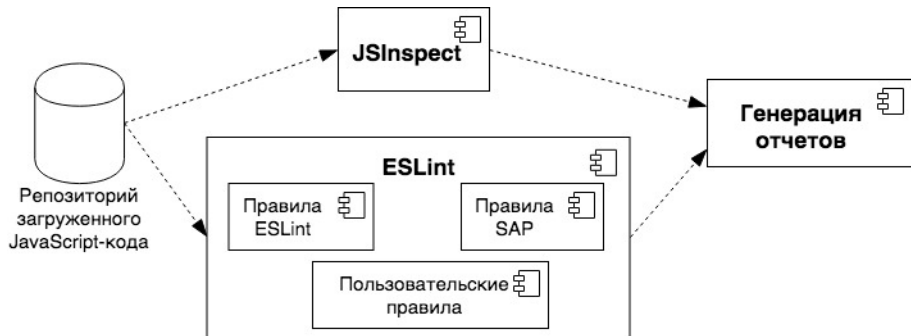 JSInspect
Генерация
отчетов
Репозиторий
загруженного
JavaScript-кода
ESLint
Правила
ESLint
Правила
SAP
Пользовательские
правила